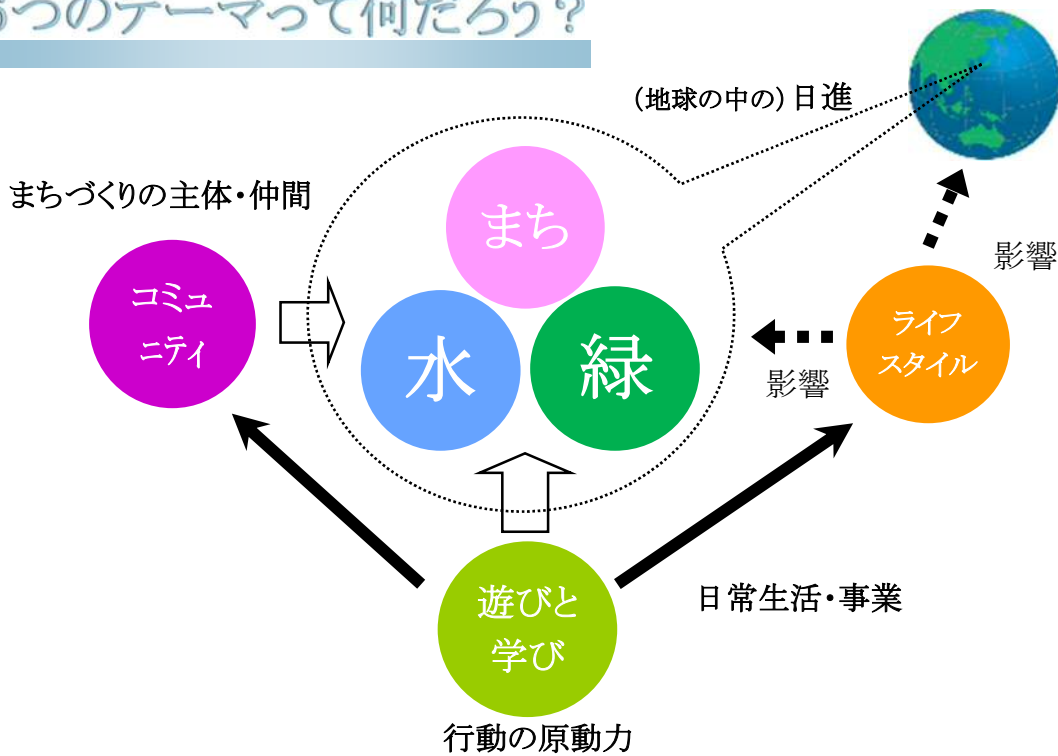 つのテーマって何だろう?
(地球の中の)日進
まちづくりの主体・仲間
まち
コミュ
ニティ
水
緑
ライフ
スタイル
影響
影響
遊びと
学び
日常生活・事業
行動の原動力